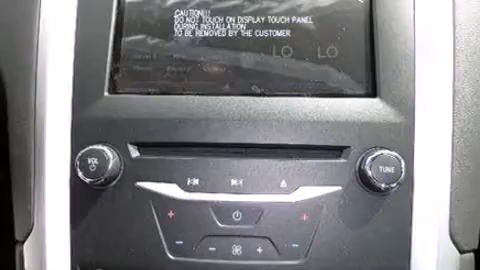 CAUTION!!
DO NOT TOUCH ON DISPLAY TOUCH PANEL
DURING INSTALLATION
TO BE REMOVED BY THE CUSTOMER
LO LO
VOL
TUNE